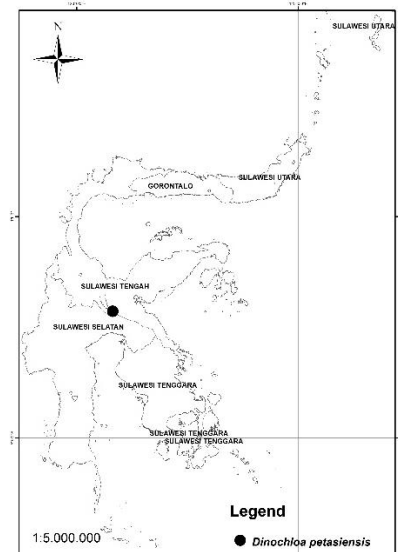 SULAWESI UTARA
N
SULAWESI UTARA
GORONTALO
SULAWESI TENGAH
SULAWESI SELATAN
SULAWESI TENGGARA
SULAWESI TENGGARA
SULAWESI TENGGARA
Legend
1:5.000.000
Dinochloa petasiensis